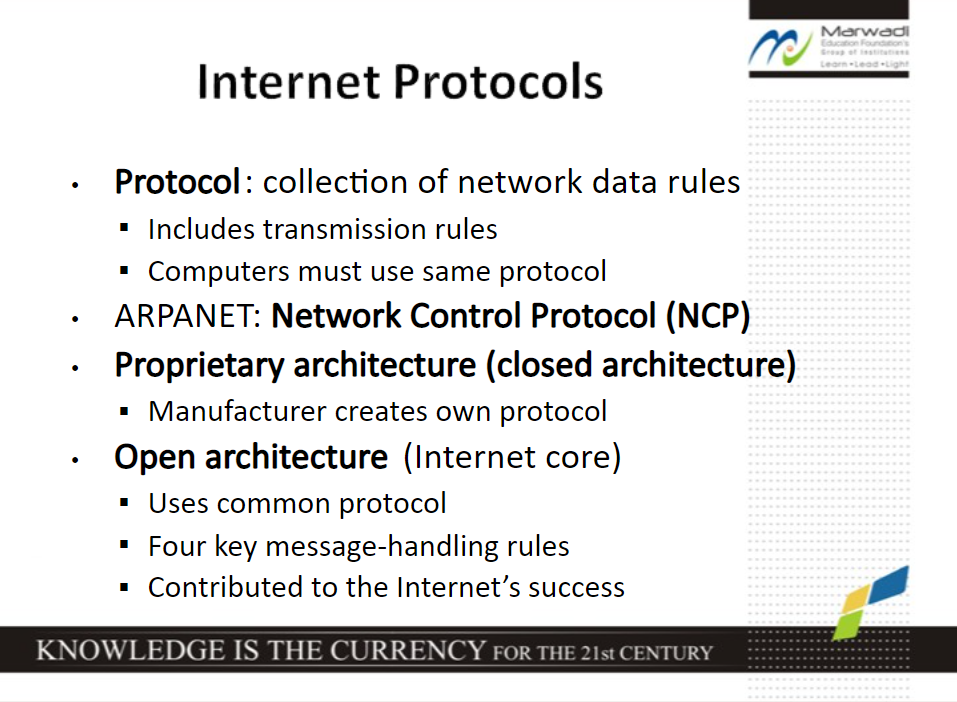 Marwadi
Education Foundation's
Group of Institutions
Learn • Lead • Light
Internet Protocols
• Protocol: collection of network data rules
▪ Includes transmission rules
▪ Computers must use same protocol
• ARPANET: Network Control Protocol (NCP)
• Proprietary architecture (closed architecture)
▪ Manufacturer creates own protocol
• Open architecture (Internet core)
▪ Uses common protocol
▪ Four key message-handling rules
▪ Contributed to the Internet’s success
KNOWLEDGE IS THE CURRENCY FOR THE 21st CENTURY